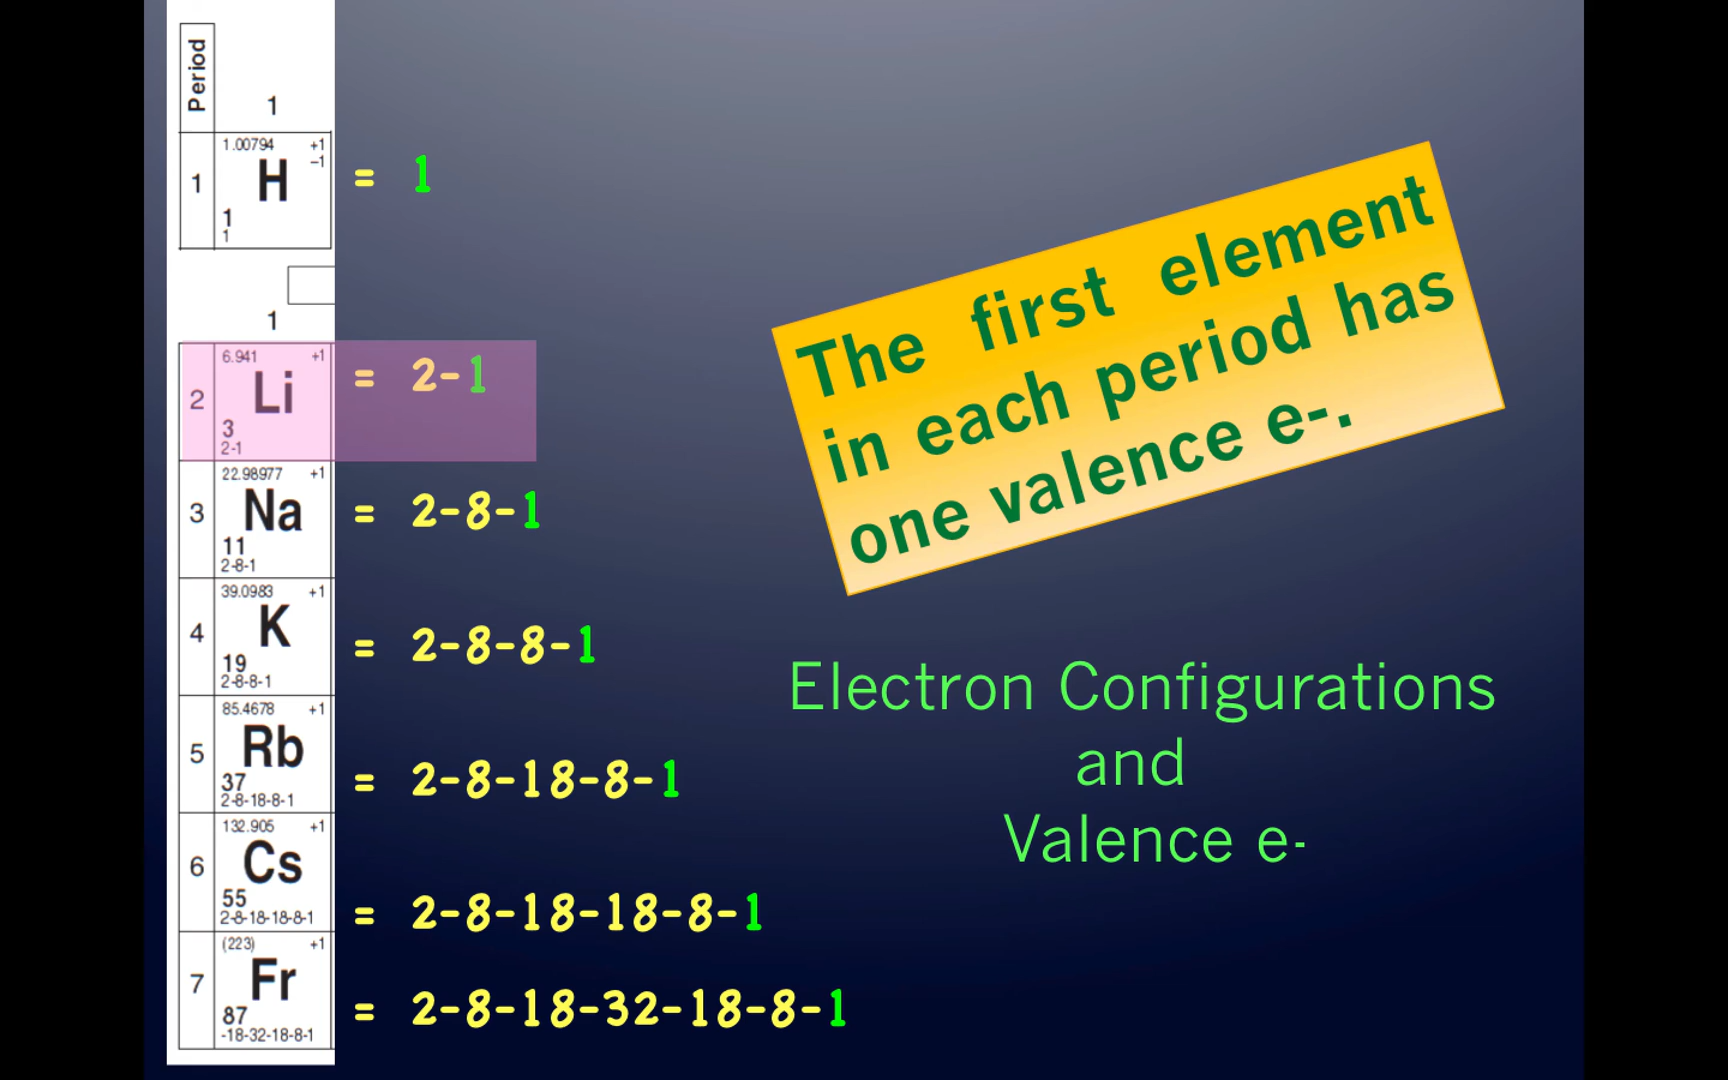 Period
1
1.00794 +1
-1
1 H = 1
1
1
1
6.941 +1
2 Li = 2-1
3
2-1
22.98977 +1
3 Na = 2-8-1
11
2-8-1
39.0983 +1
4 K = 2-8-8-1
19
2-8-8-1
85.4678 +1
5 Rb = 2-8-18-8-1
37
2-8-18-8-1
132.905 +1
6 Cs = 2-8-18-18-8-1
55
2-8-18-18-8-1
(223) +1
7 Fr = 2-8-18-32-18-8-1
87
-18-32-18-8-1
The first element
in each period has
one valence e-.
Electron Configurations
and
Valence e-